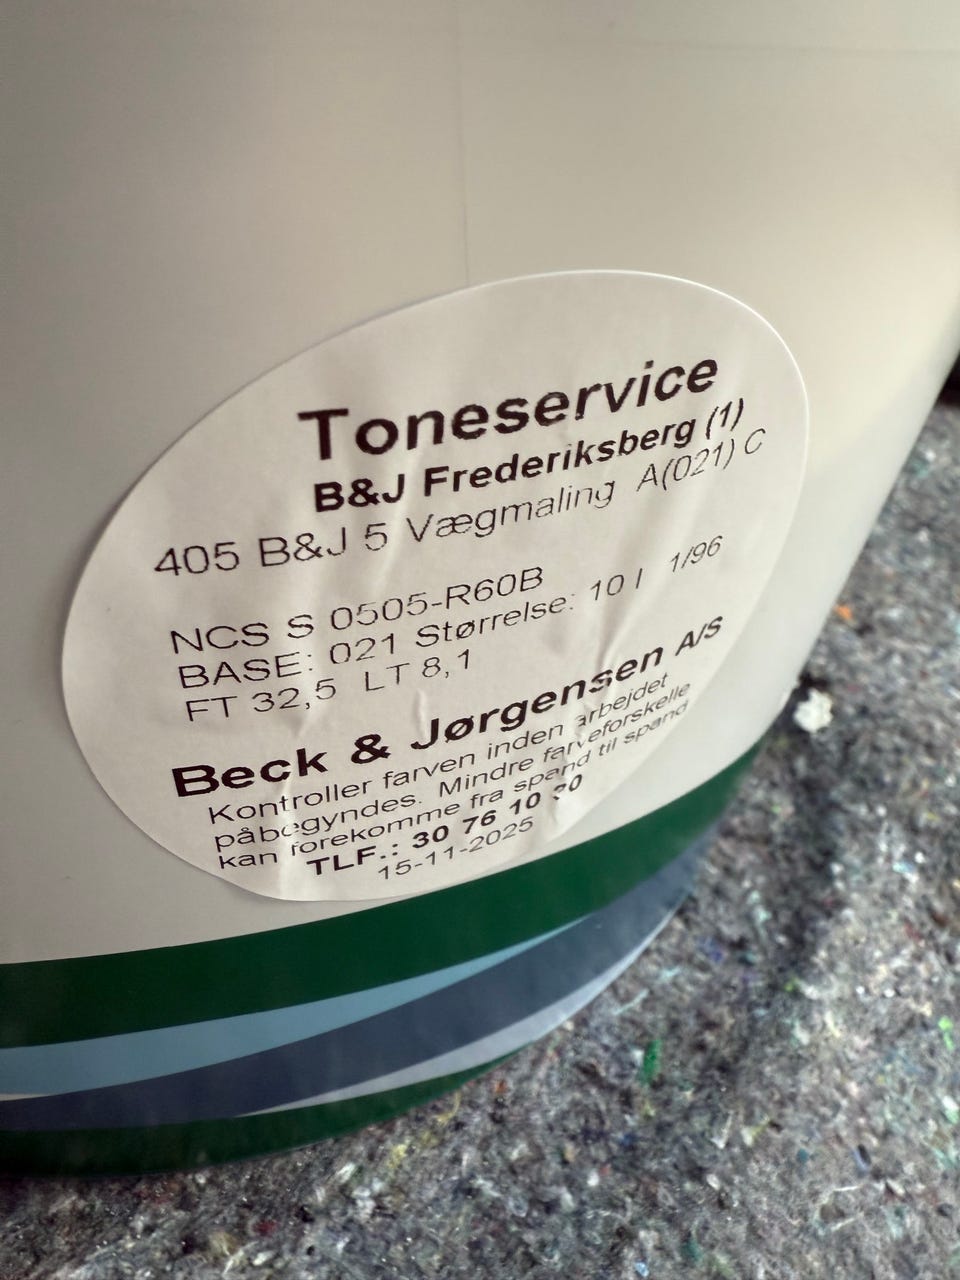 Toneservice
B&J Frederiksberg (1)
405 B&J 5 Vægmaling A(021) C
NCS S 0505-R60B
BASE: 021 Størrelse: 10 l 1/96
FT 32,5 LT 8,1
Beck & Jørgensen A/S
Kontroller farven inden arbejdet
påbegyndes. Mindre farveforskelle
kan forekomme fra spand til spand
TLF.: 30 76 10
15-11-2025